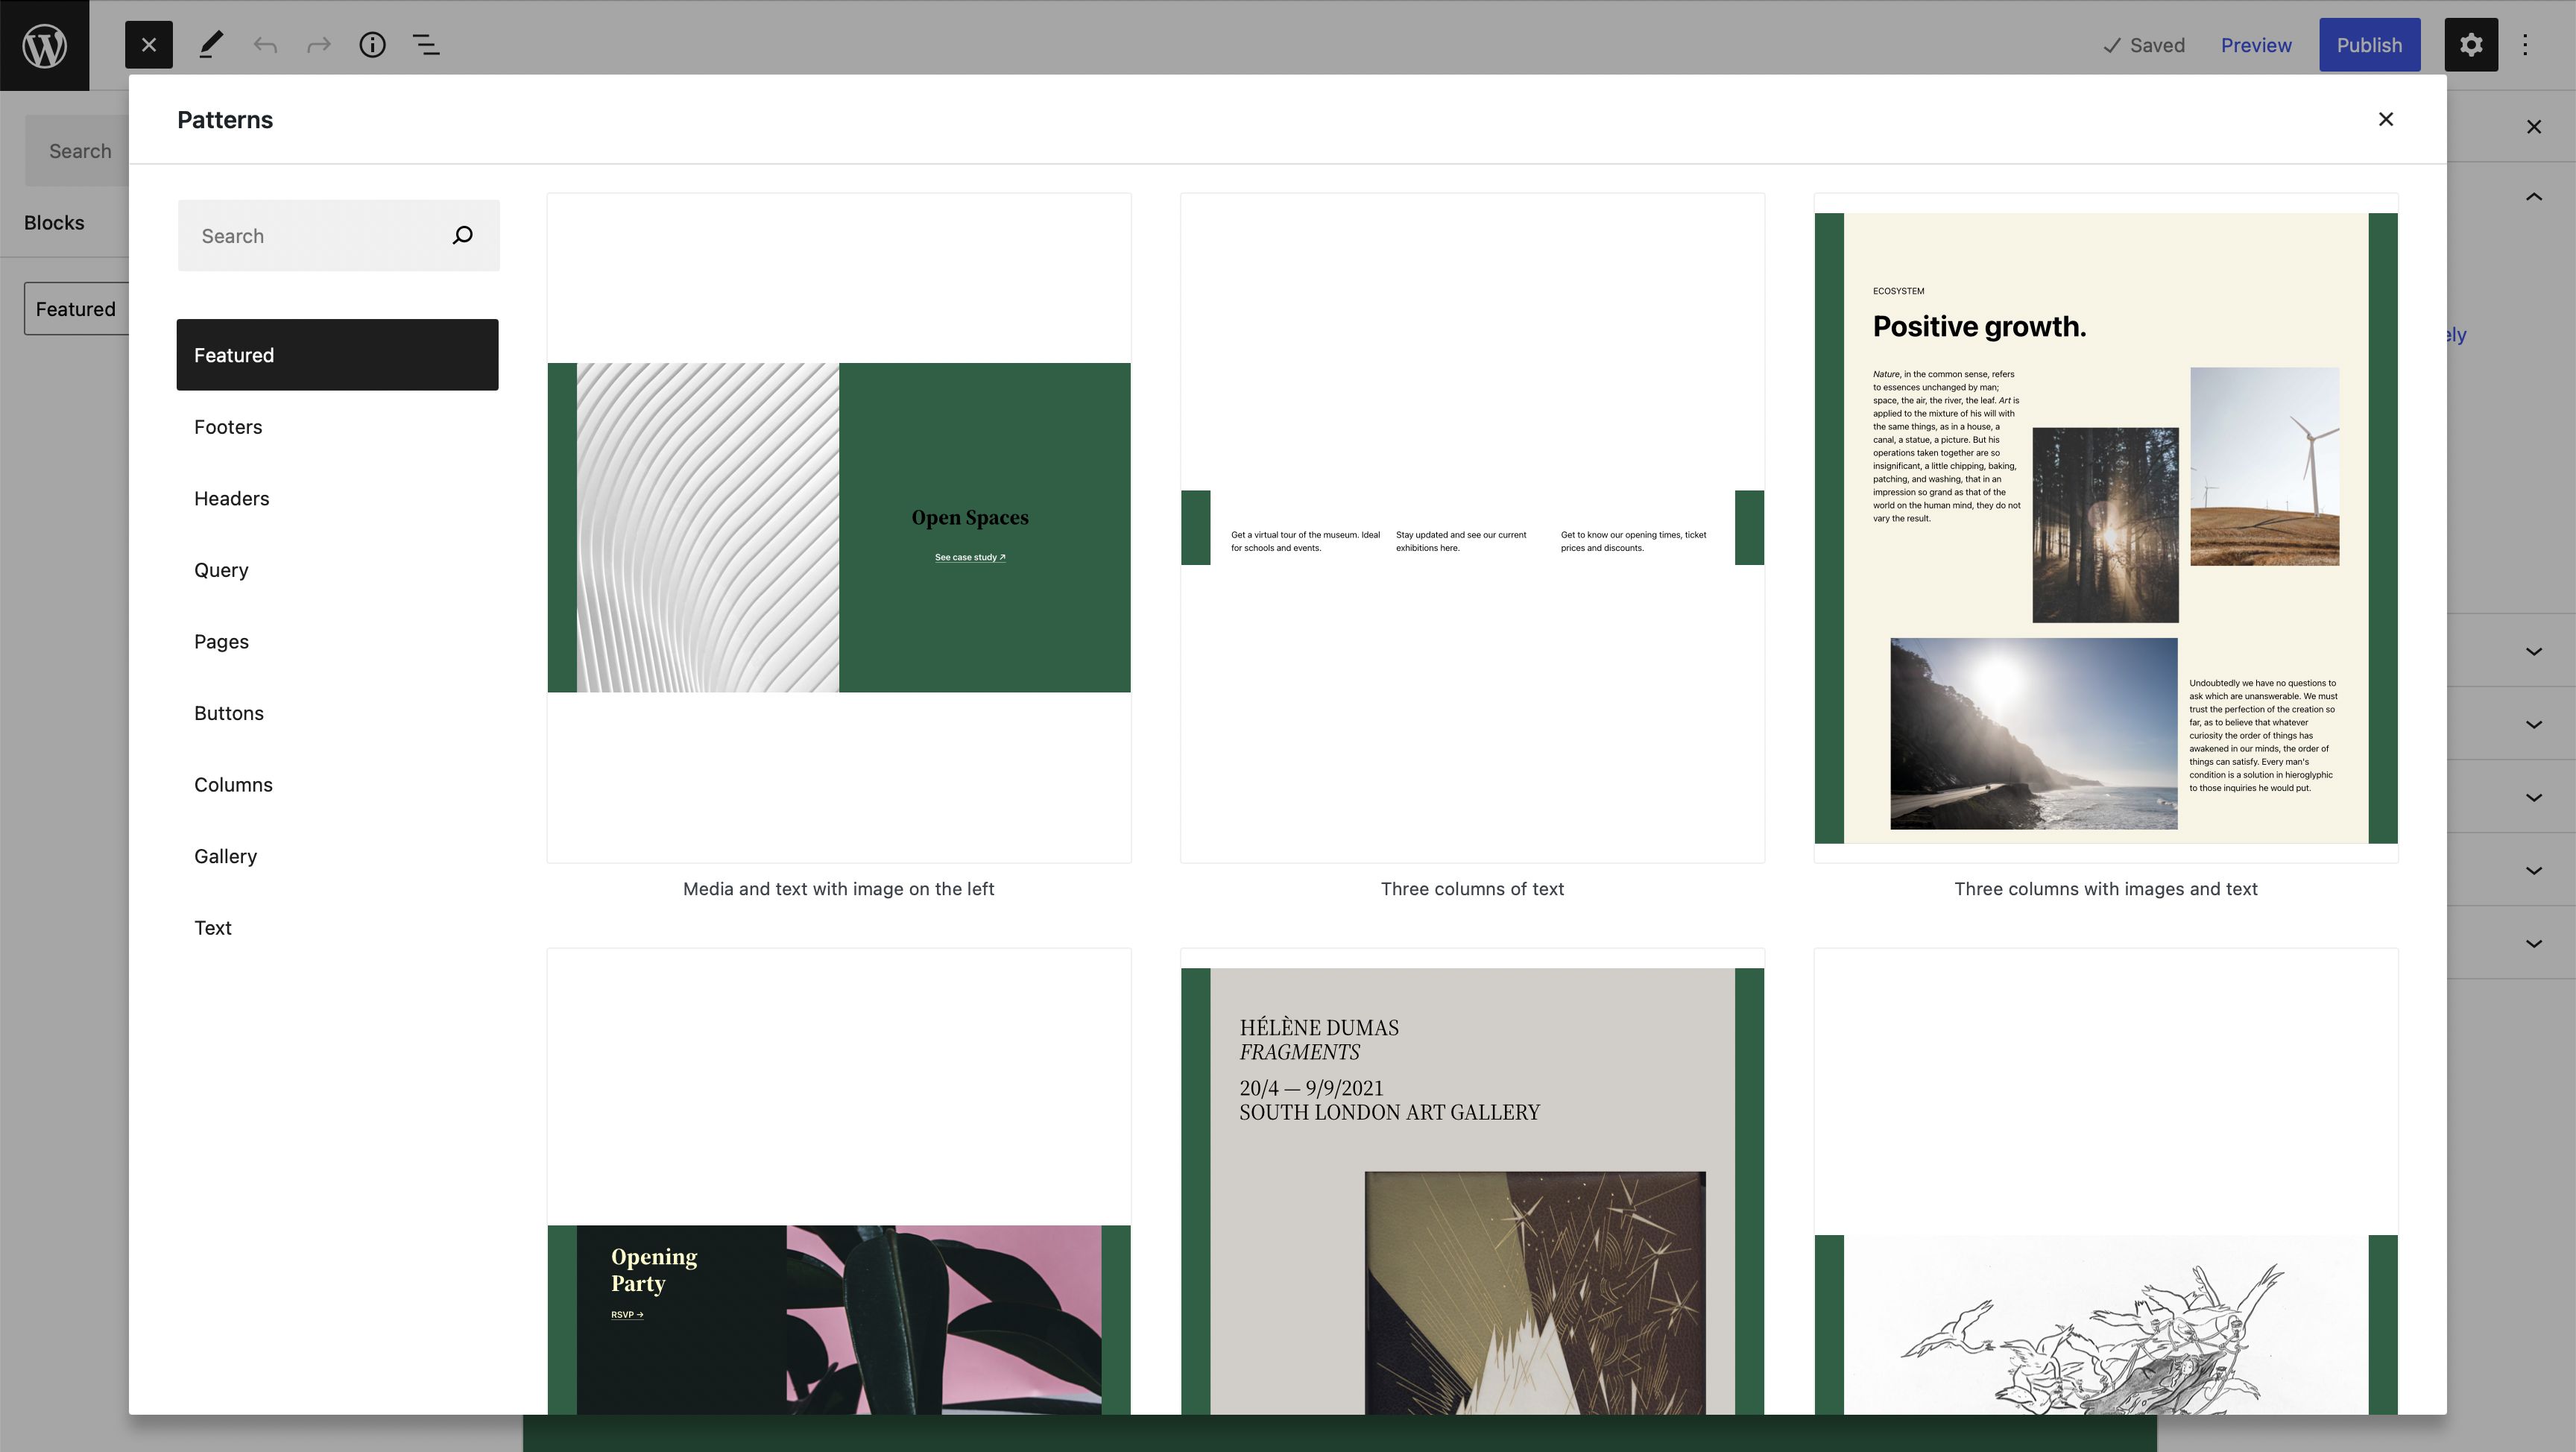 Saved
Preview
Publish
Search
Blocks
Featured
ely
Patterns
Search
Featured
Footers
Headers
Query
Pages
Buttons
Columns
Gallery
Text
Open Spaces
See case study ↗
Media and text with image on the left
Get a virtual tour of the museum. Ideal
for schools and events.
Stay updated and see our current
exhibitions here.
Get to know our opening times, ticket
prices and discounts.
Three columns of text
ECOSYSTEM
Positive growth.
Nature, in the common sense, refers
to essences unchanged by man;
space, the air, the river, the leaf. Art is
applied to the mixture of his will with
the same things, as in a house, a
canal, a statue, a picture. But his
operations taken together are so
insignificant, a little chipping, baking,
patching, and washing, that in an
impression so grand as that of the
world on the human mind, they do not
vary the result.
Undoubtedly we have no questions to
ask which are unanswerable. We must
trust the perfection of the creation so
far, as to believe that whatever
curiosity the order of things has
awakened in our minds, the order of
things can satisfy. Every man's
condition is a solution in hieroglyphic
to those inquiries he would put.
Three columns with images and text
Opening
Party
RSVP →
HÉLÈNE DUMAS
FRAGMENTS
20/4 — 9/9/2021
SOUTH LONDON ART GALLERY